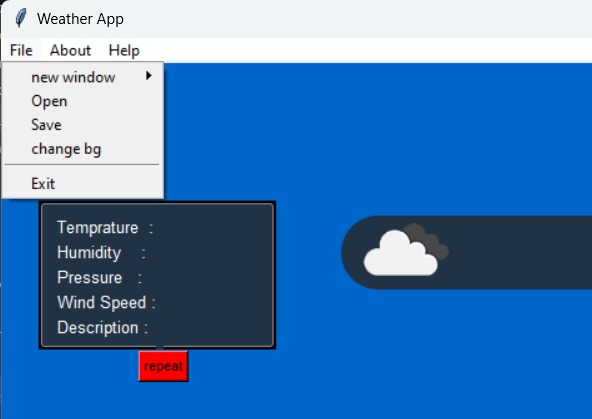 Weather App
File About Help
new window
Open
Save
change bg
Exit
Temprature :
Humidity :
Pressure :
Wind Speed :
Description :
repeat